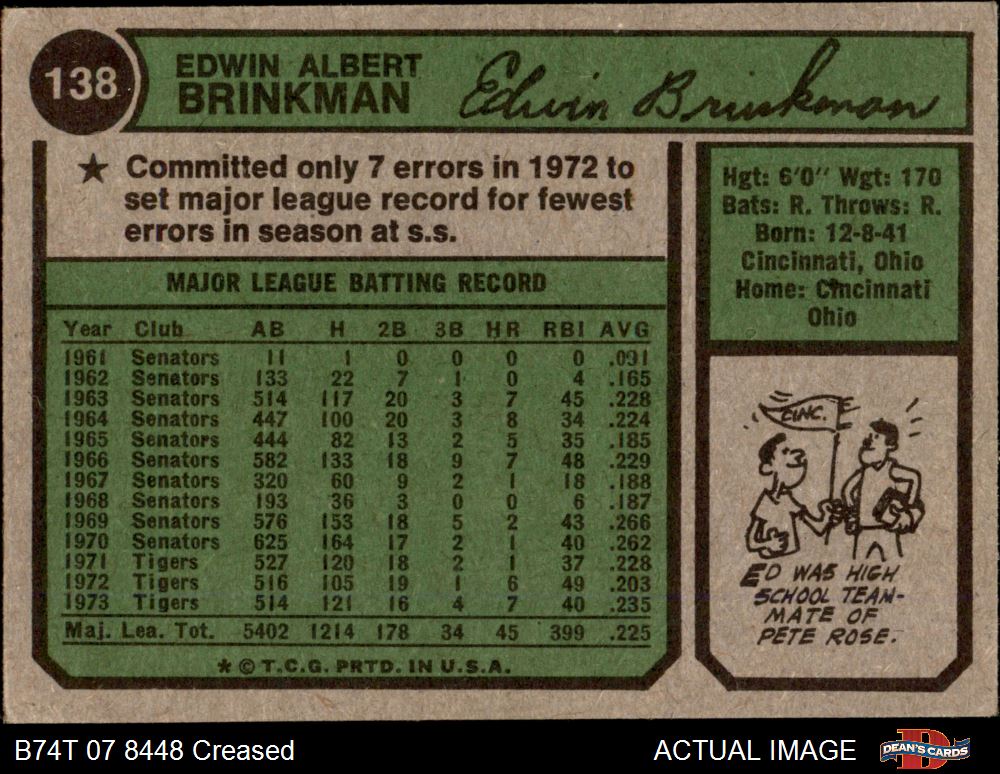 138
EDWIN ALBERT
BRINKMAN
Edwin Brinkman
★ Committed only 7 errors in 1972 to
set major league record for fewest
errors in season at s.s.
MAJOR LEAGUE BATTING RECORD
Year Club AB H 2B 3B HR RBI AVG
1961 Senators 11 1 0 0 0 0 .091
1962 Senators 133 22 7 1 0 4 .165
1963 Senators 514 117 20 3 7 45 .228
1964 Senators 447 100 20 3 8 34 .224
1965 Senators 444 82 13 2 5 35 .185
1966 Senators 582 133 18 9 7 48 .229
1967 Senators 320 60 9 2 1 18 .188
1968 Senators 193 36 3 0 0 6 .187
1969 Senators 576 153 18 5 2 43 .266
1970 Senators 625 164 17 2 1 40 .262
1971 Tigers 527 120 18 2 1 37 .228
1972 Tigers 516 105 19 1 6 49 .203
1973 Tigers 514 121 16 4 7 40 .235
Maj. Lea. Tot. 5402 1214 178 34 45 399 .225
* © T.C.G. PRTD. IN U.S.A.
Hgt: 6'0" Wgt: 170
Bats: R. Throws: R.
Born: 12-8-41
Cincinnati, Ohio
Home: Cincinnati
Ohio
CINC.
ED WAS HIGH
SCHOOL TEAM-
MATE OF
PETE ROSE.
B74T 07 8448 Creased
ACTUAL IMAGE
DEAN'S CARDS